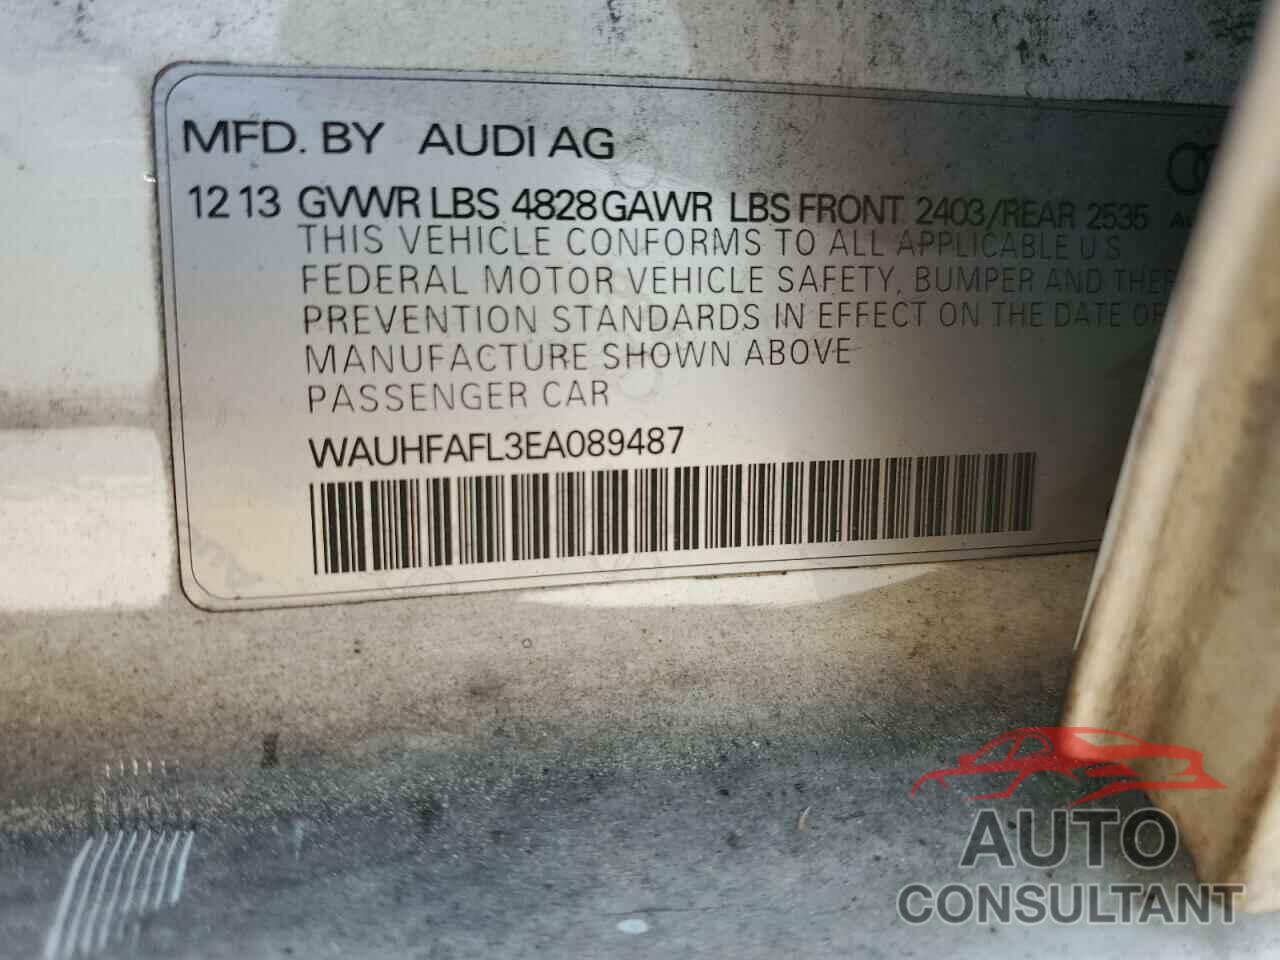 MFD. BY AUDI AG
12 13 GVWR LBS 4828 GAWR LBS FRONT 2403/REAR 2535
THIS VEHICLE CONFORMS TO ALL APPLICABLE U S
FEDERAL MOTOR VEHICLE SAFETY, BUMPER AND
PREVENTION STANDARDS IN EFFECT ON THE DATE OF
MANUFACTURE SHOWN ABOVE
PASSENGER CAR
WAUHFAFL3EA089487
AUTO
CONSULTANT